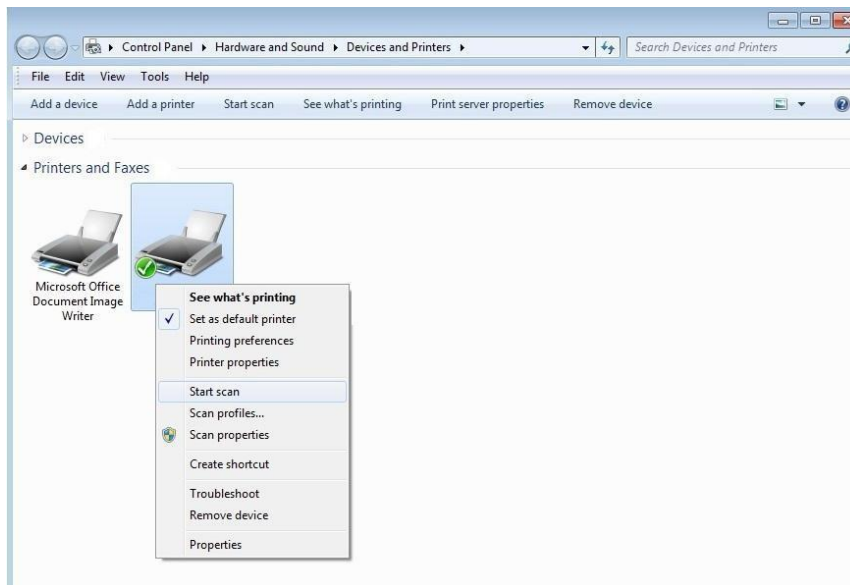 Control Panel ▸ Hardware and Sound ▸ Devices and Printers ▸
Search Devices and Printers
File Edit View Tools Help
Add a device Add a printer Start scan See what's printing Print server properties Remove device
Devices
Printers and Faxes
Microsoft Office
Document Image
Writer
See what's printing
Set as default printer
Printing preferences
Printer properties
Start scan
Scan profiles...
Scan properties
Create shortcut
Troubleshoot
Remove device
Properties